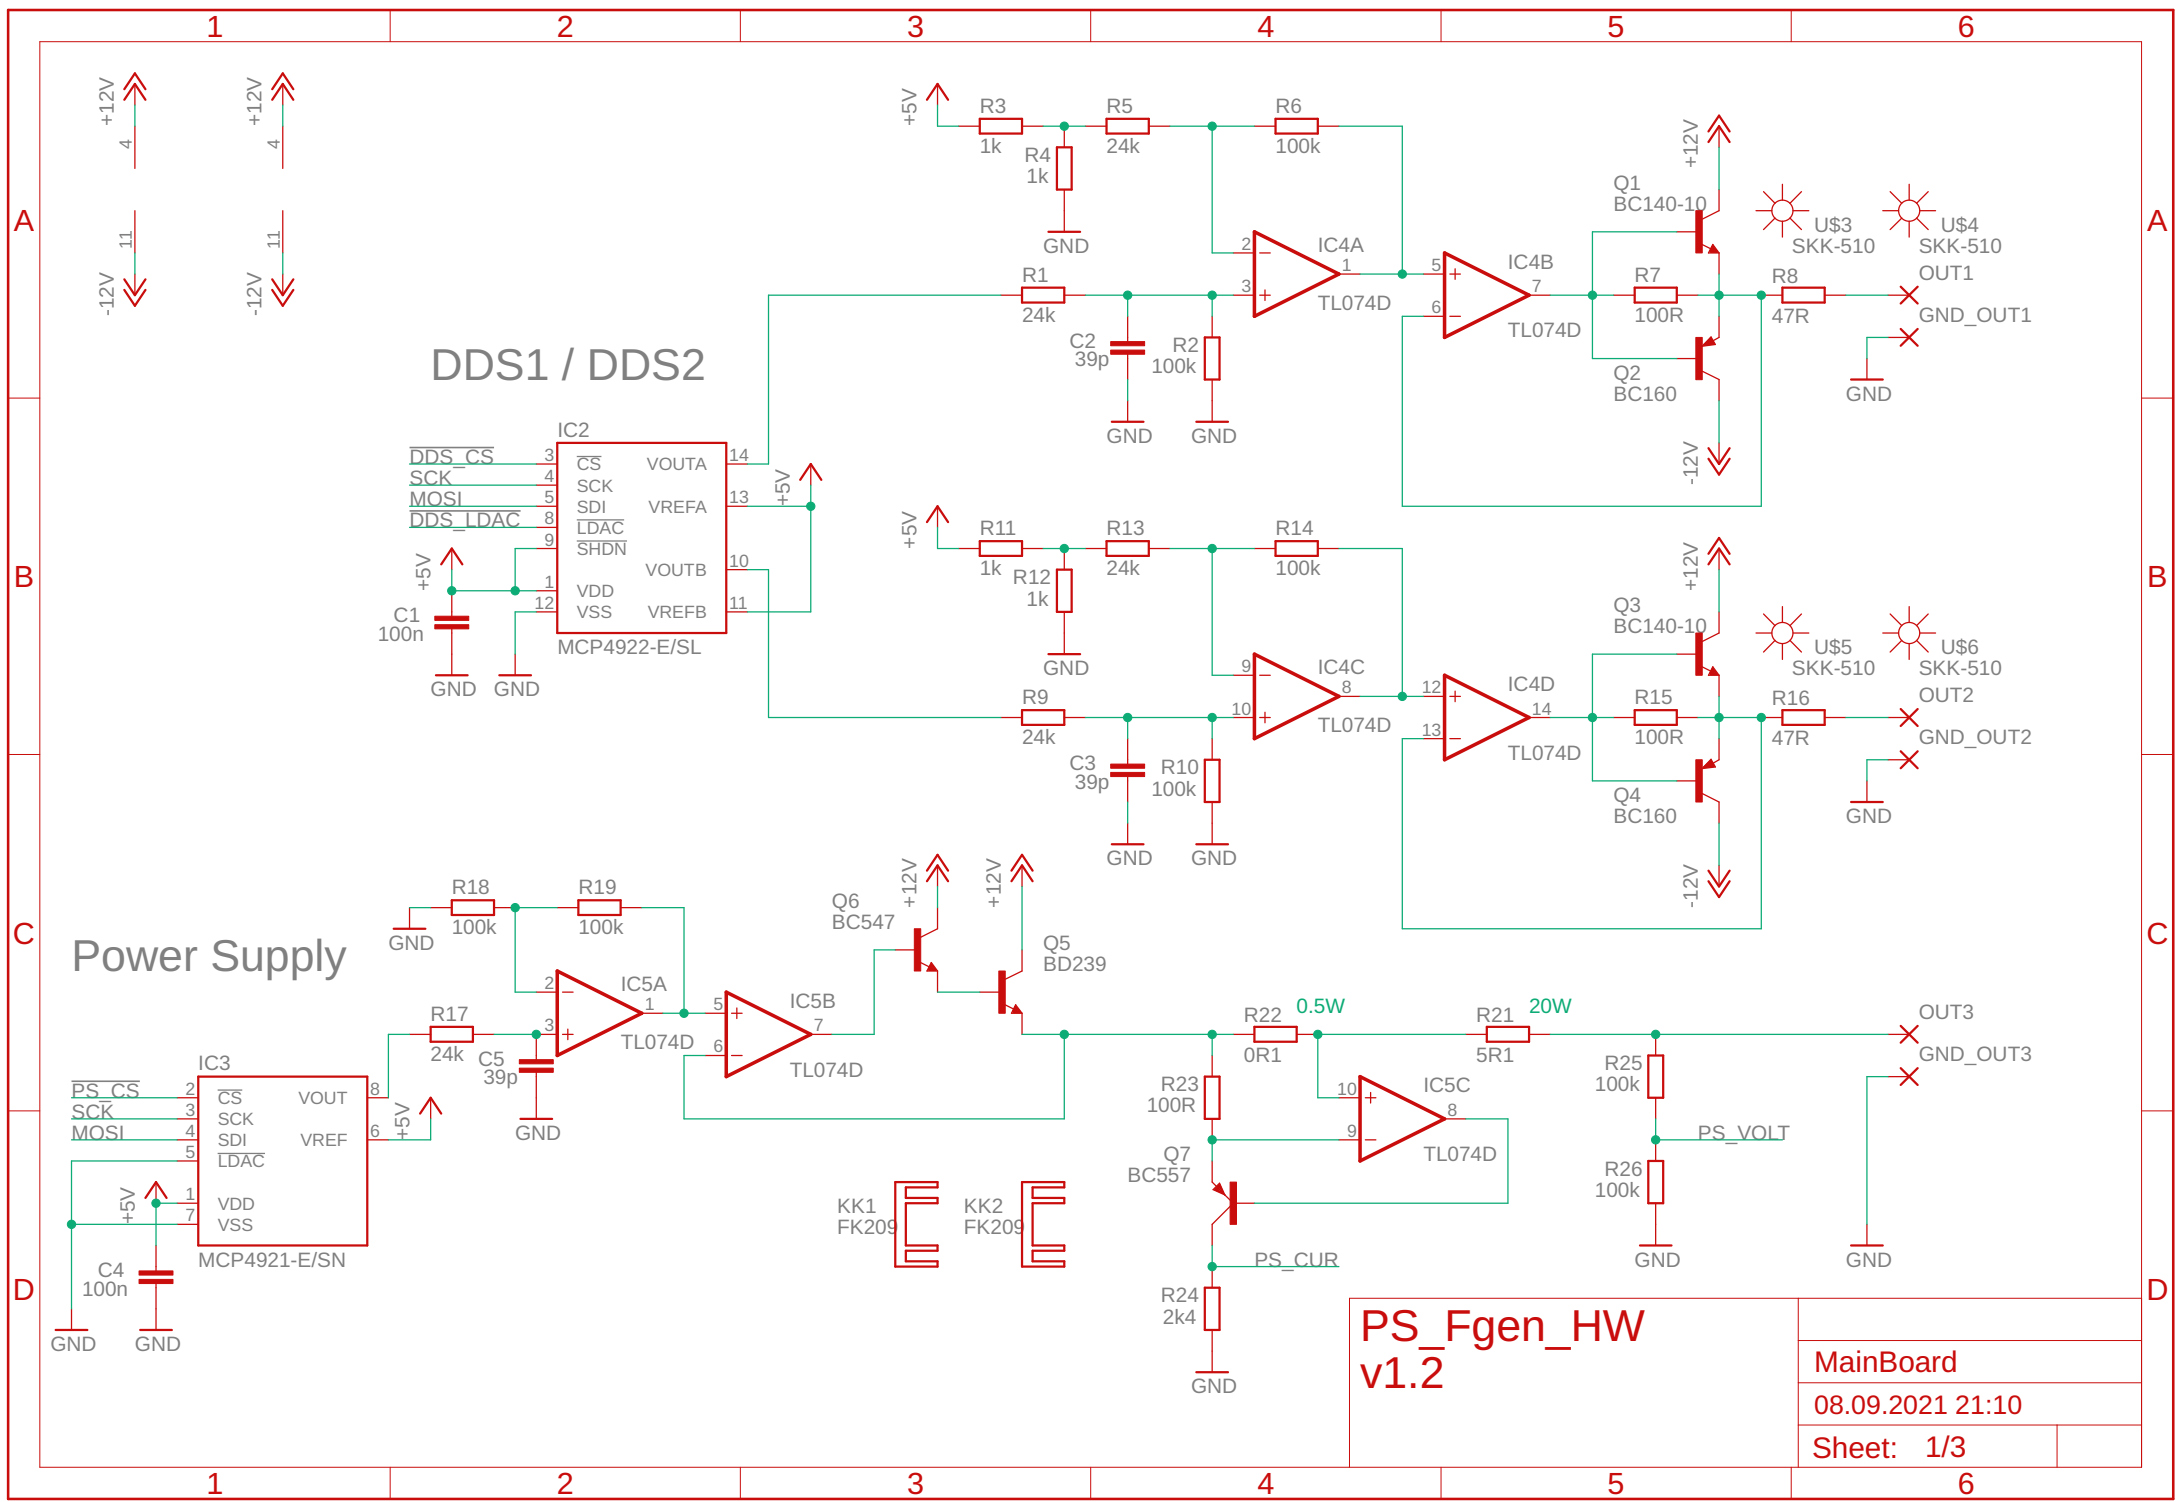 1 2 3 4 5 6
A
A
B
B
C
C
D
D
+12V
4
11
-12V
+12V
4
11
-12V
+5V
R3
1k
R4
1k
GND
R5
24k
R6
100k
R1
24k
C2
39p
GND
R2
100k
GND
2
3
1
IC4A
TL074D
5
6
7
IC4B
TL074D
+12V
Q1
BC140-10
R7
100R
Q2
BC160
-12V
U$3
SKK-510
U$4
SKK-510
R8
47R
OUT1
GND_OUT1
GND
DDS1 / DDS2
IC2
DDS_CS
SCK
MOSI
DDS_LDAC
3
4
5
8
9
1
12
CS
SCK
SDI
LDAC
SHDN
VDD
VSS
VOUTA
VREFA
VOUTB
VREFB
14
13
10
11
MCP4922-E/SL
+5V
+5V
C1
100n
GND
GND
+5V
R11
1k
R12
1k
GND
R13
24k
R14
100k
R9
24k
C3
39p
GND
R10
100k
GND
9
10
8
IC4C
TL074D
12
13
14
IC4D
TL074D
+12V
Q3
BC140-10
R15
100R
Q4
BC160
-12V
U$5
SKK-510
U$6
SKK-510
R16
47R
OUT2
GND_OUT2
GND
Power Supply
R18
100k
GND
R19
100k
R17
24k
C5
39p
GND
2
3
1
IC5A
TL074D
5
6
7
IC5B
TL074D
Q6
BC547
+12V
+12V
Q5
BD239
IC3
PS_CS
SCK
MOSI
2
3
4
5
1
7
CS
SCK
SDI
LDAC
VDD
VSS
VOUT
VREF
8
6
+5V
MCP4921-E/SN
+5V
C4
100n
GND
GND
KK1
FK209
KK2
FK209
R22
0R1
0.5W
R21
5R1
20W
R23
100R
10
9
8
IC5C
TL074D
Q7
BC557
PS_CUR
R24
2k4
GND
R25
100k
PS_VOLT
R26
100k
GND
OUT3
GND_OUT3
GND
PS_Fgen_HW
v1.2
MainBoard
08.09.2021 21:10
Sheet: 1/3
1 2 3 4 5 6